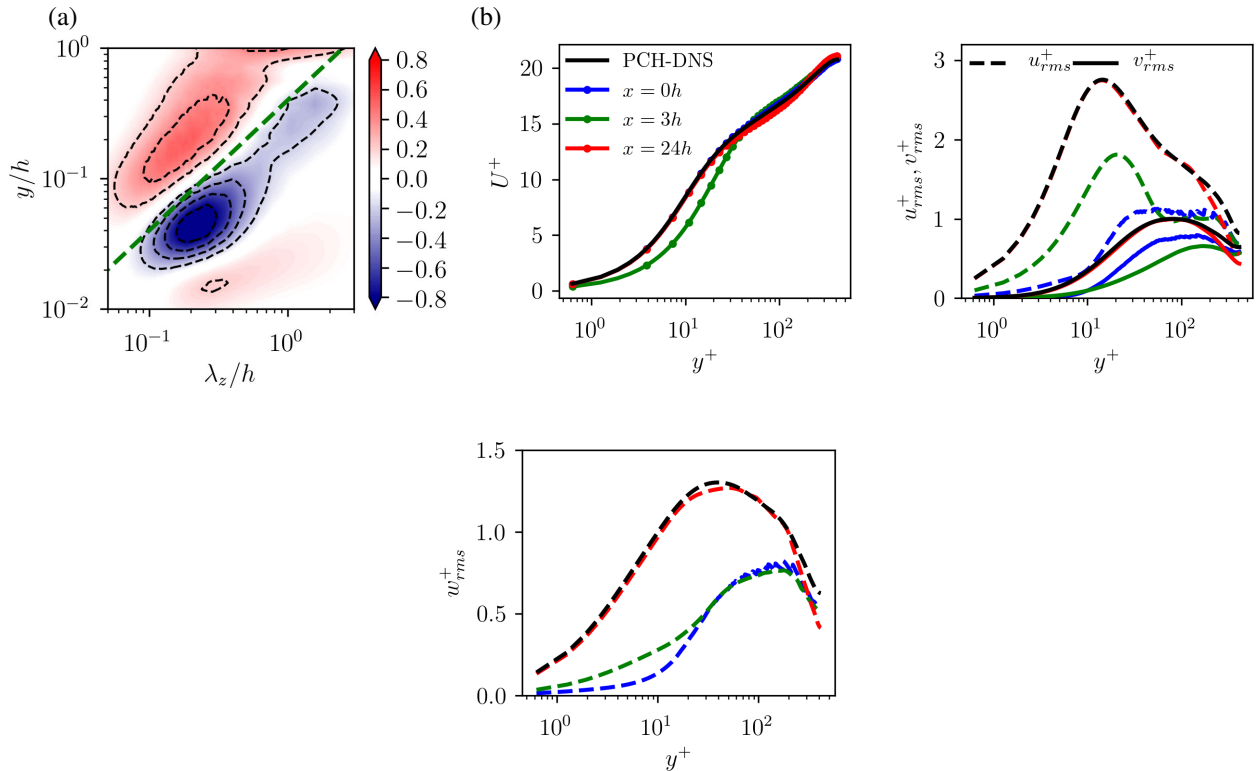 (a)
10^0
10^-1
10^-2
y/h
10^-1
10^0
λ_z/h
0.8
0.6
0.4
0.2
0.0
−0.2
−0.4
−0.6
−0.8
(b)
20
15
10
5
0
U^+
PCH-DNS
x = 0h
x = 3h
x = 24h
10^0
10^1
10^2
y^+
3
2
1
0
u^+_rms, v^+_rms
u^+_rms
v^+_rms
10^0
10^1
10^2
y^+
1.5
1.0
0.5
0.0
w^+_rms
10^0
10^1
10^2
y^+